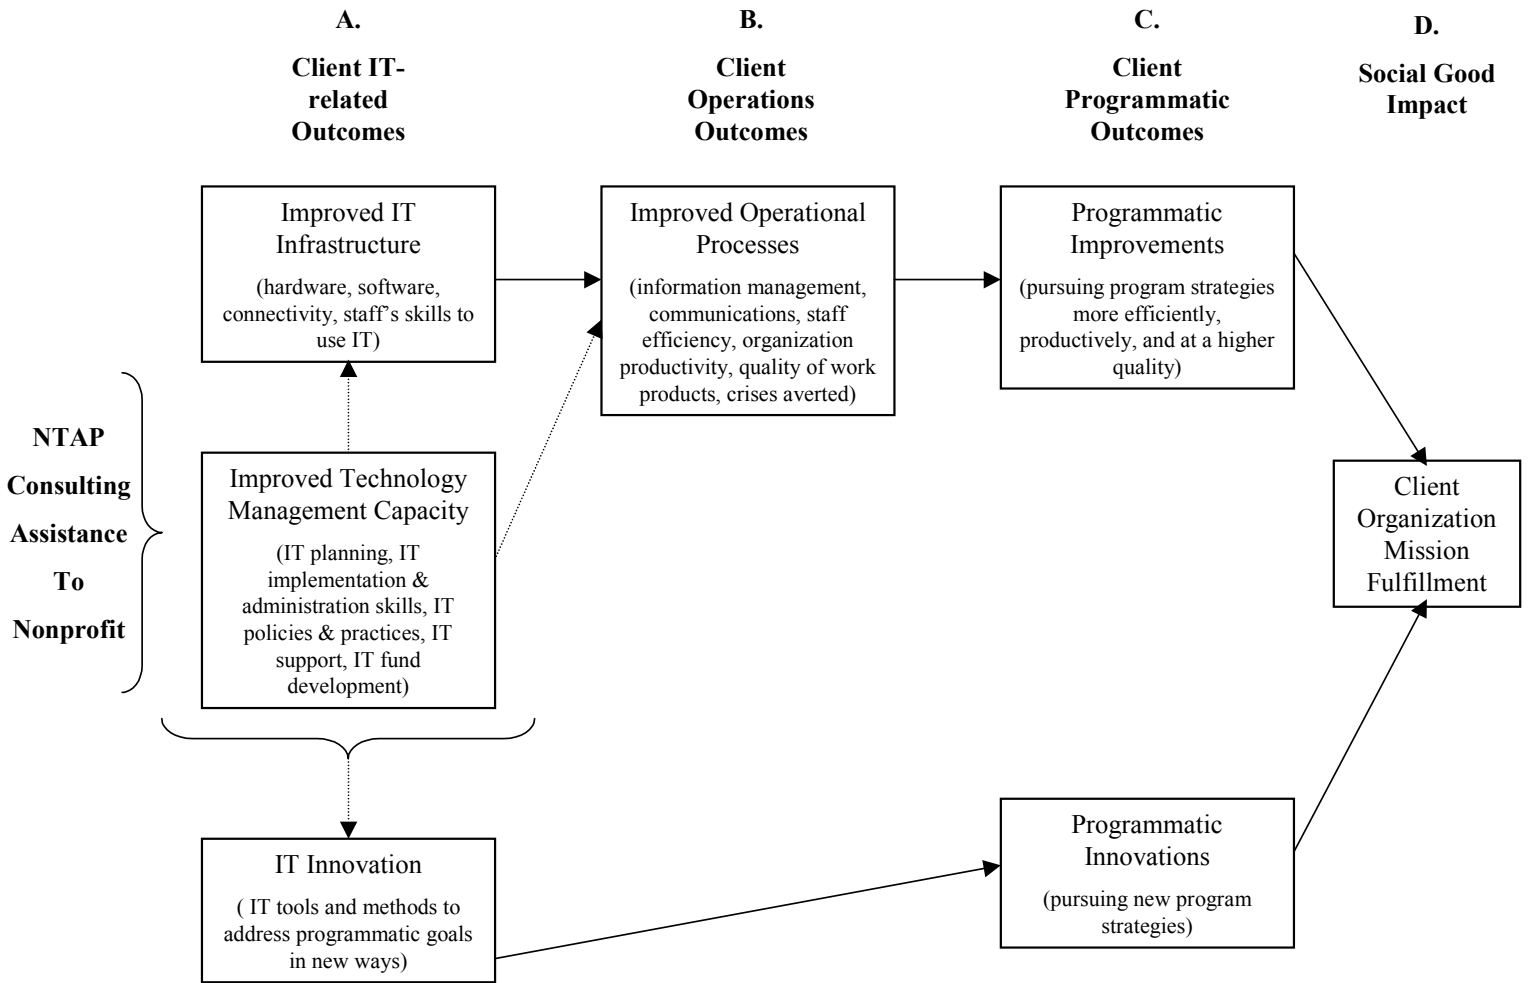 A.
Client IT-
related
Outcomes
B.
Client
Operations
Outcomes
C.
Client
Programmatic
Outcomes
D.
Social Good
Impact
Improved IT
Infrastructure
(hardware, software,
connectivity, staff’s skills to
use IT)
Improved Operational
Processes
(information management,
communications, staff
efficiency, organization
productivity, quality of work
products, crises averted)
Programmatic
Improvements
(pursuing program strategies
more efficiently,
productively, and at a higher
quality)
NTAP
Consulting
Assistance
To
Nonprofit
Improved Technology
Management Capacity
(IT planning, IT
implementation &
administration skills, IT
policies & practices, IT
support, IT fund
development)
Client
Organization
Mission
Fulfillment
IT Innovation
( IT tools and methods to
address programmatic goals
in new ways)
Programmatic
Innovations
(pursuing new program
strategies)